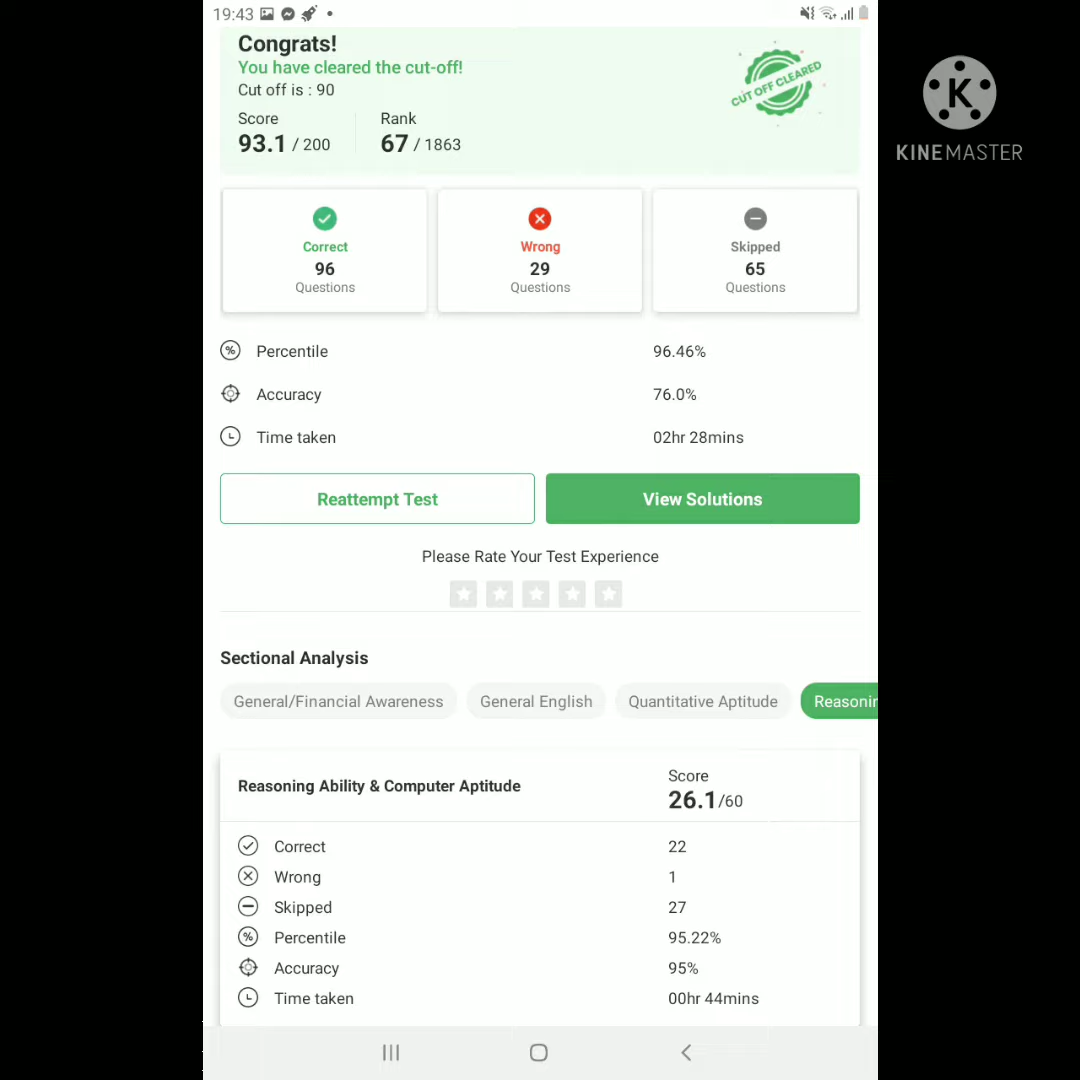 19:43
Congrats!
You have cleared the cut-off!
Cut off is : 90
CUT OFF CLEARED
Score Rank
93.1 / 200 67 / 1863
K
KINEMASTER
Correct Wrong Skipped
96 29 65
Questions Questions Questions
Percentile 96.46%
Accuracy 76.0%
Time taken 02hr 28mins
Reattempt Test View Solutions
Please Rate Your Test Experience
Sectional Analysis
General/Financial Awareness General English Quantitative Aptitude Reasonin
Reasoning Ability & Computer Aptitude Score
26.1/60
Correct 22
Wrong 1
Skipped 27
Percentile 95.22%
Accuracy 95%
Time taken 00hr 44mins